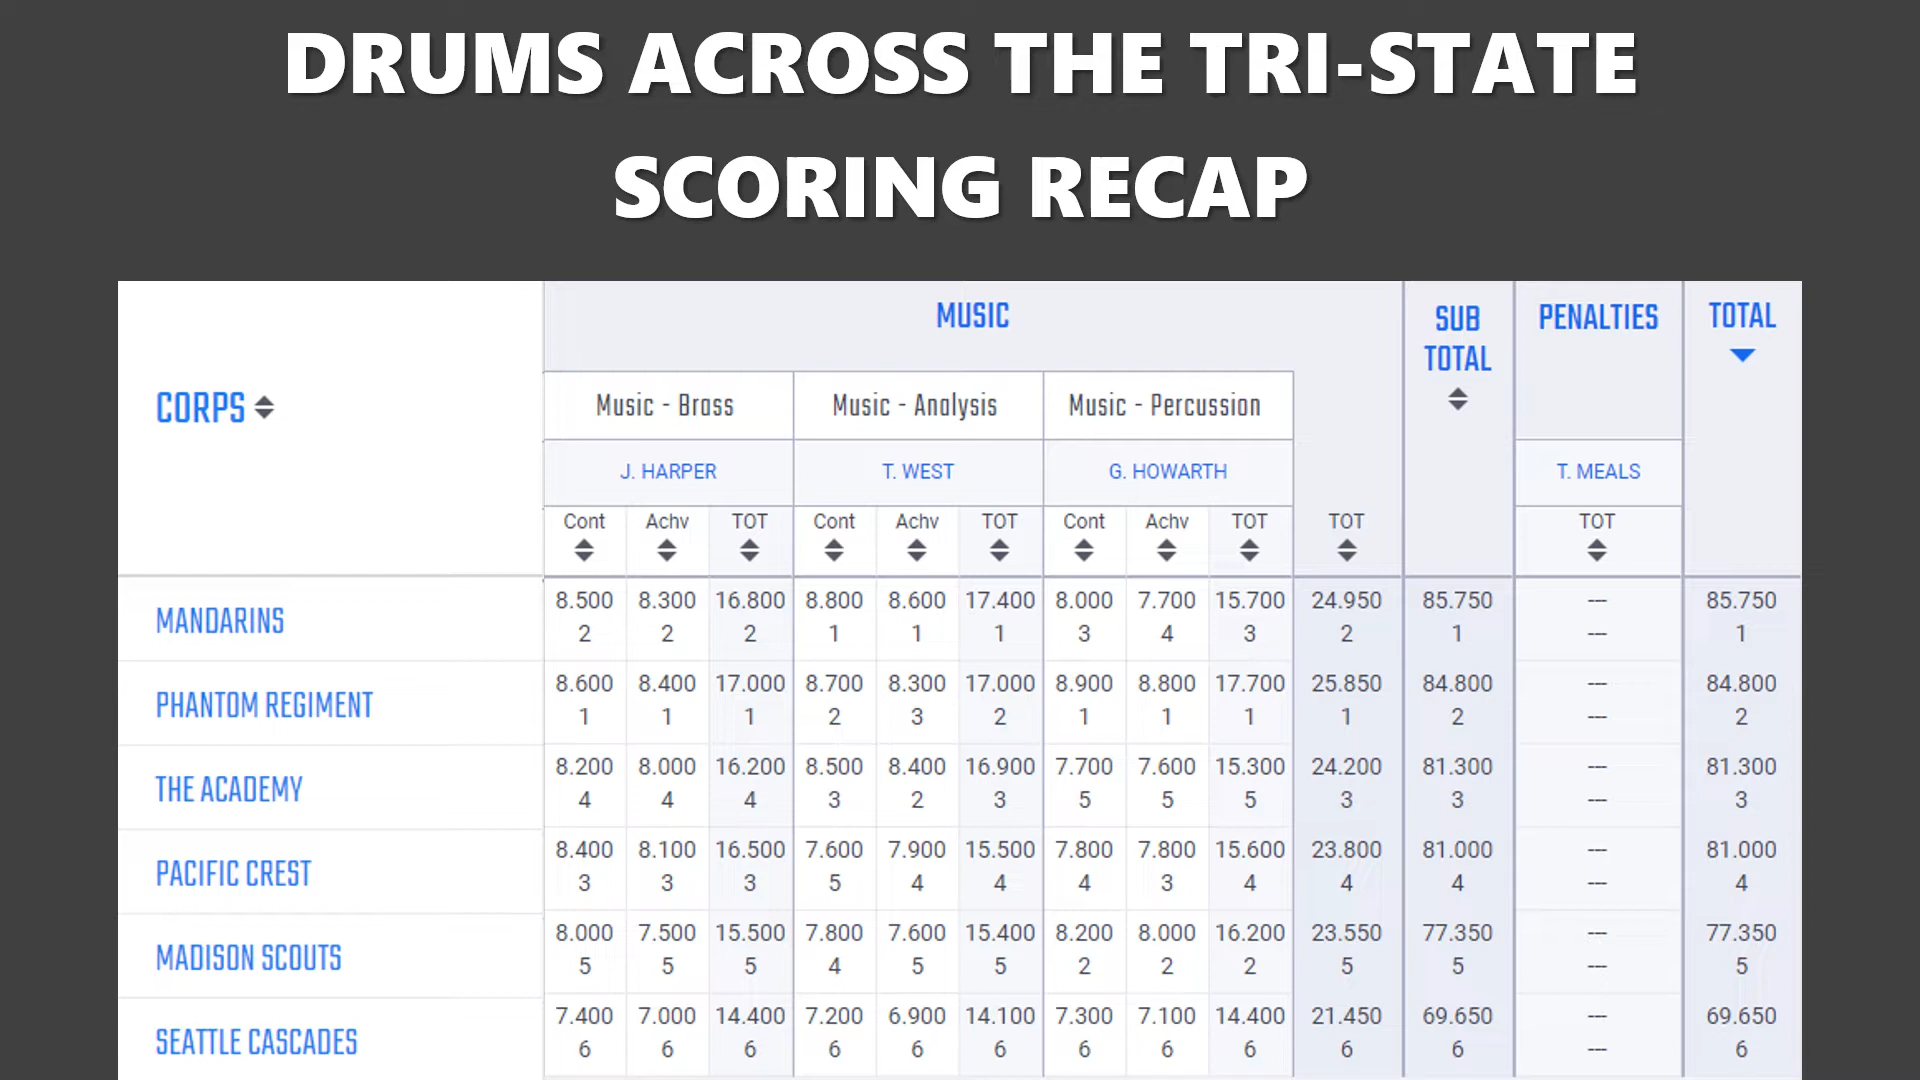 DRUMS ACROSS THE TRI-STATE
SCORING RECAP
CORPS
MUSIC
SUB TOTAL
PENALTIES
TOTAL
Music - Brass
Music - Analysis
Music - Percussion
J. HARPER
T. WEST
G. HOWARTH
T. MEALS
Cont Achv TOT Cont Achv TOT Cont Achv TOT TOT TOT
MANDARINS
8.500 8.300 16.800 8.800 8.600 17.400 8.000 7.700 15.700 24.950 85.750 --- 85.750
2 2 2 1 1 1 3 4 3 2 1 --- 1
PHANTOM REGIMENT
8.600 8.400 17.000 8.700 8.300 17.000 8.900 8.800 17.700 25.850 84.800 --- 84.800
1 1 1 2 3 2 1 1 1 1 2 --- 2
THE ACADEMY
8.200 8.000 16.200 8.500 8.400 16.900 7.700 7.600 15.300 24.200 81.300 --- 81.300
4 4 4 3 2 3 5 5 5 3 3 --- 3
PACIFIC CREST
8.400 8.100 16.500 7.600 7.900 15.500 7.800 7.800 15.600 23.800 81.000 --- 81.000
3 3 3 5 4 4 4 3 4 4 4 --- 4
MADISON SCOUTS
8.000 7.500 15.500 7.800 7.600 15.400 8.200 8.000 16.200 23.550 77.350 --- 77.350
5 5 5 4 5 5 2 2 2 5 5 --- 5
SEATTLE CASCADES
7.400 7.000 14.400 7.200 6.900 14.100 7.300 7.100 14.400 21.450 69.650 --- 69.650
6 6 6 6 6 6 6 6 6 6 6 --- 6